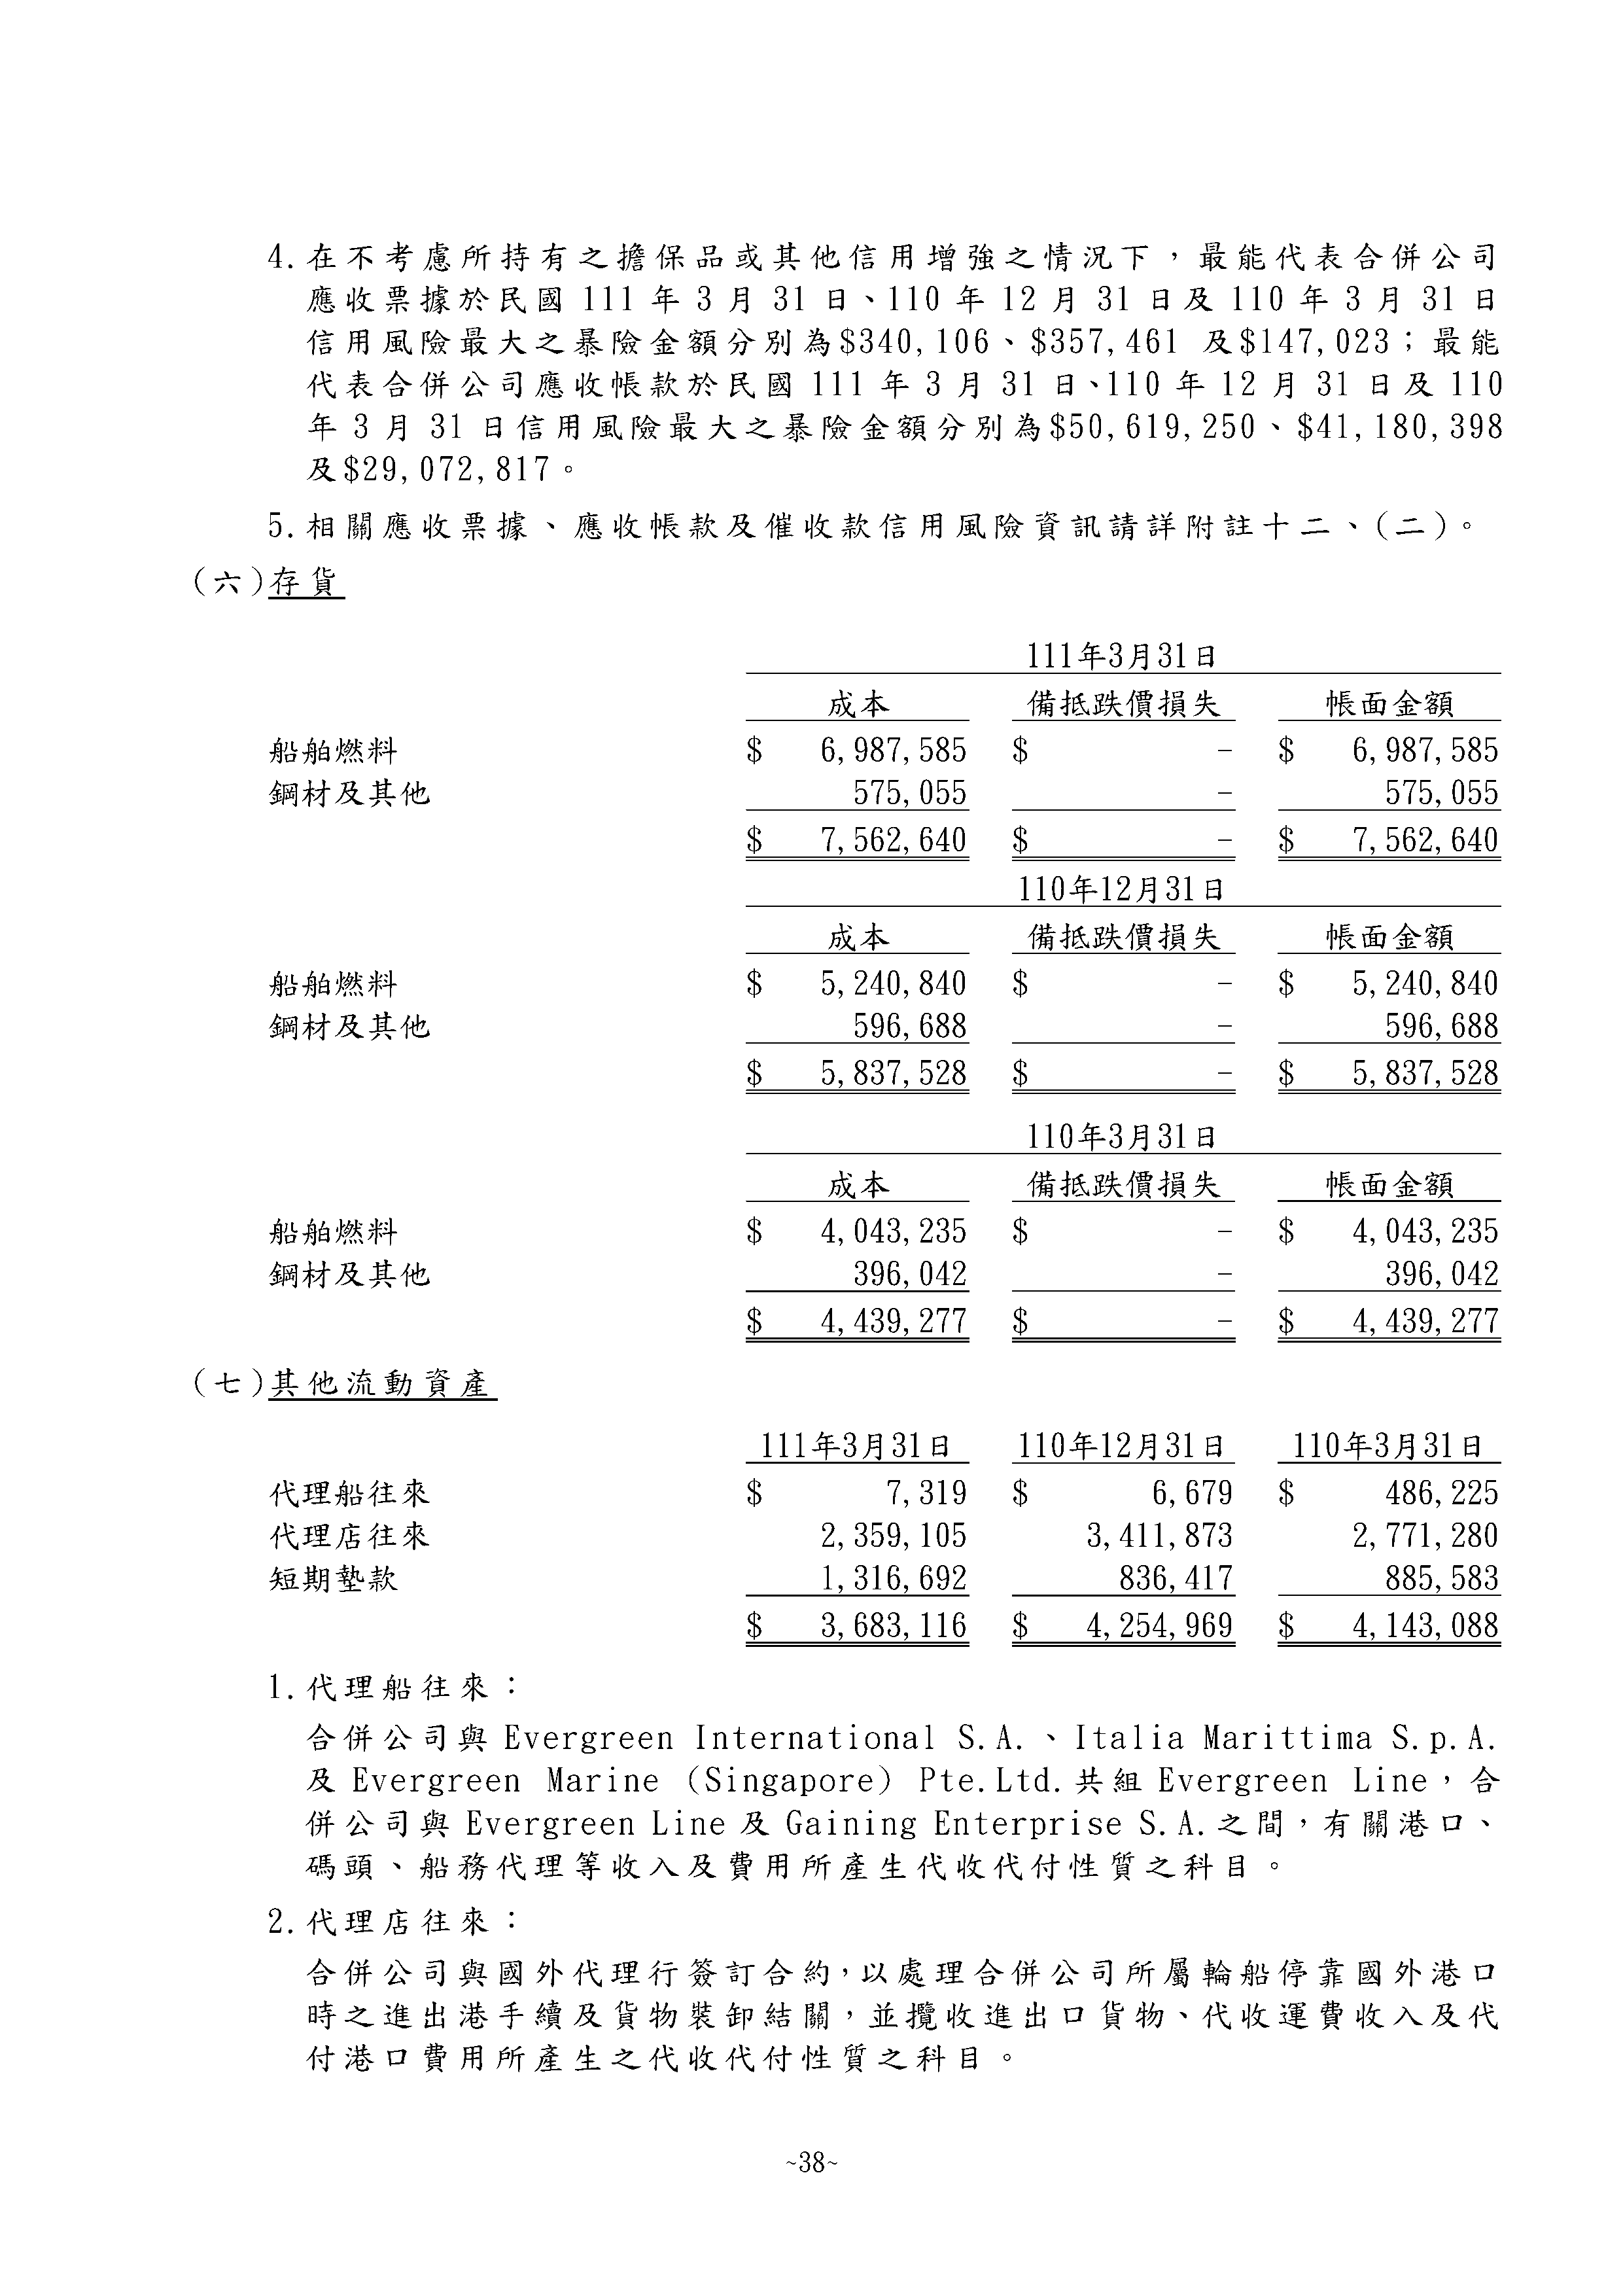 4.在不考慮所持有之擔保品或其他信用增強之情況下，最能代表合併公司
應收票據於民國 111 年 3 月 31 日、110 年 12 月 31 日及 110 年 3 月 31 日
信用風險最大之暴險金額分別為$340,106、$357,461 及$147,023；最能
代表合併公司應收帳款於民國 111 年 3 月 31 日、110 年 12 月 31 日及 110
年 3 月 31 日信用風險最大之暴險金額分別為$50,619,250、$41,180,398
及$29,072,817。
5.相關應收票據、應收帳款及催收款信用風險資訊請詳附註十二、(二)。
(六)存貨
111年3月31日
成本 備抵跌價損失 帳面金額
船舶燃料 $ 6,987,585 $ - $ 6,987,585
鋼材及其他 575,055 - 575,055
$ 7,562,640 $ - $ 7,562,640
110年12月31日
成本 備抵跌價損失 帳面金額
船舶燃料 $ 5,240,840 $ - $ 5,240,840
鋼材及其他 596,688 - 596,688
$ 5,837,528 $ - $ 5,837,528
110年3月31日
成本 備抵跌價損失 帳面金額
船舶燃料 $ 4,043,235 $ - $ 4,043,235
鋼材及其他 396,042 - 396,042
$ 4,439,277 $ - $ 4,439,277
(七)其他流動資產
111年3月31日 110年12月31日 110年3月31日
代理船往來 $ 7,319 $ 6,679 $ 486,225
代理店往來 2,359,105 3,411,873 2,771,280
短期墊款 1,316,692 836,417 885,583
$ 3,683,116 $ 4,254,969 $ 4,143,088
1.代理船往來：
合併公司與 Evergreen International S.A.、Italia Marittima S.p.A.
及 Evergreen Marine (Singapore) Pte.Ltd.共組 Evergreen Line，合
併公司與 Evergreen Line 及 Gaining Enterprise S.A.之間，有關港口、
碼頭、船務代理等收入及費用所產生代收代付性質之科目。
2.代理店往來：
合併公司與國外代理行簽訂合約，以處理合併公司所屬輪船停靠國外港口
時之進出港手續及貨物裝卸結關，並攬收進出口貨物、代收運費收入及代
付港口費用所產生之代收代付性質之科目。
~38~